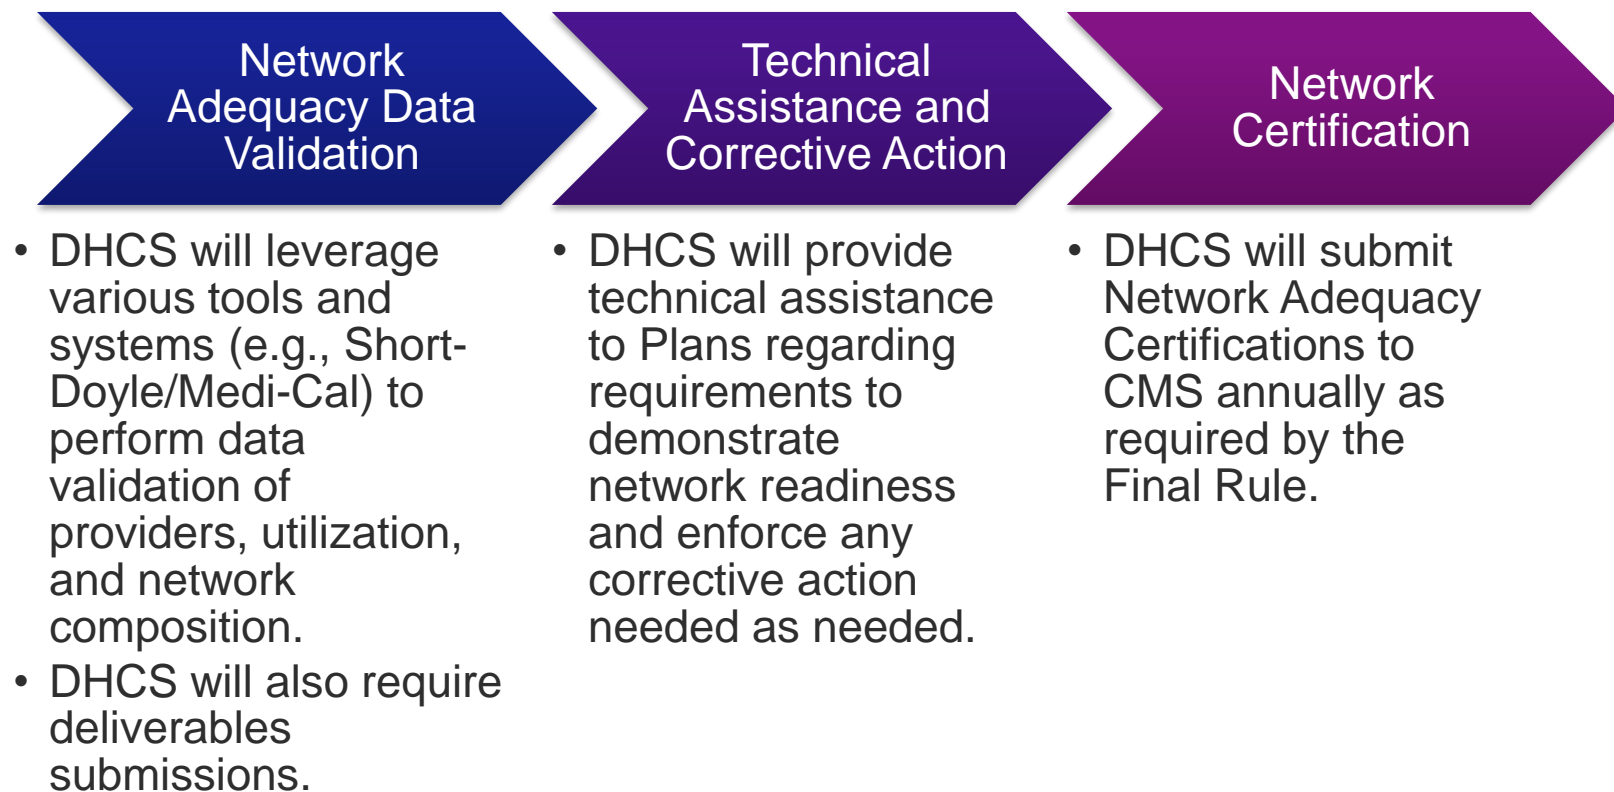 Network
Adequacy Data
Validation
Technical
Assistance and
Corrective Action
Network
Certification
• DHCS will leverage
various tools and
systems (e.g., Short-
Doyle/Medi-Cal) to
perform data
validation of
providers, utilization,
and network
composition.
• DHCS will also require
deliverables
submissions.
• DHCS will provide
technical assistance
to Plans regarding
requirements to
demonstrate
network readiness
and enforce any
corrective action
needed as needed.
• DHCS will submit
Network Adequacy
Certifications to
CMS annually as
required by the
Final Rule.